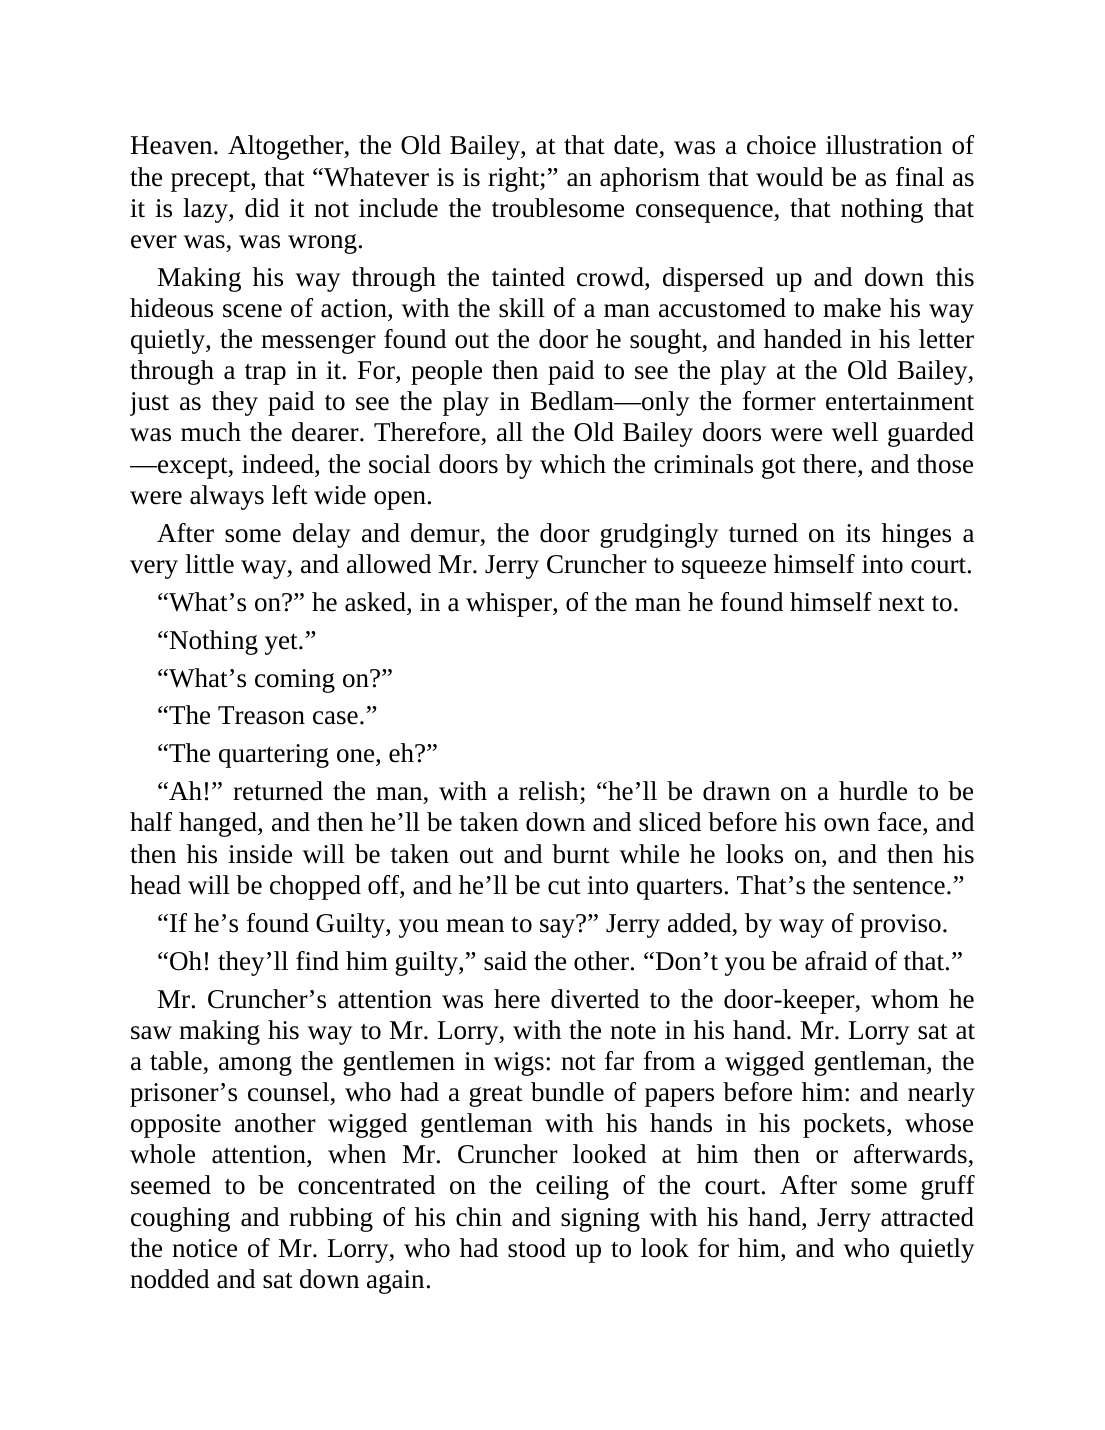 Heaven. Altogether, the Old Bailey, at that date, was a choice illustration of
the precept, that “Whatever is is right;” an aphorism that would be as final as
it is lazy, did it not include the troublesome consequence, that nothing that
ever was, was wrong.
Making his way through the tainted crowd, dispersed up and down this
hideous scene of action, with the skill of a man accustomed to make his way
quietly, the messenger found out the door he sought, and handed in his letter
through a trap in it. For, people then paid to see the play at the Old Bailey,
just as they paid to see the play in Bedlam—only the former entertainment
was much the dearer. Therefore, all the Old Bailey doors were well guarded
—except, indeed, the social doors by which the criminals got there, and those
were always left wide open.
After some delay and demur, the door grudgingly turned on its hinges a
very little way, and allowed Mr. Jerry Cruncher to squeeze himself into court.
“What’s on?” he asked, in a whisper, of the man he found himself next to.
“Nothing yet.”
“What’s coming on?”
“The Treason case.”
“The quartering one, eh?”
“Ah!” returned the man, with a relish; “he’ll be drawn on a hurdle to be
half hanged, and then he’ll be taken down and sliced before his own face, and
then his inside will be taken out and burnt while he looks on, and then his
head will be chopped off, and he’ll be cut into quarters. That’s the sentence.”
“If he’s found Guilty, you mean to say?” Jerry added, by way of proviso.
“Oh! they’ll find him guilty,” said the other. “Don’t you be afraid of that.”
Mr. Cruncher’s attention was here diverted to the door-keeper, whom he
saw making his way to Mr. Lorry, with the note in his hand. Mr. Lorry sat at
a table, among the gentlemen in wigs: not far from a wigged gentleman, the
prisoner’s counsel, who had a great bundle of papers before him: and nearly
opposite another wigged gentleman with his hands in his pockets, whose
whole attention, when Mr. Cruncher looked at him then or afterwards,
seemed to be concentrated on the ceiling of the court. After some gruff
coughing and rubbing of his chin and signing with his hand, Jerry attracted
the notice of Mr. Lorry, who had stood up to look for him, and who quietly
nodded and sat down again.